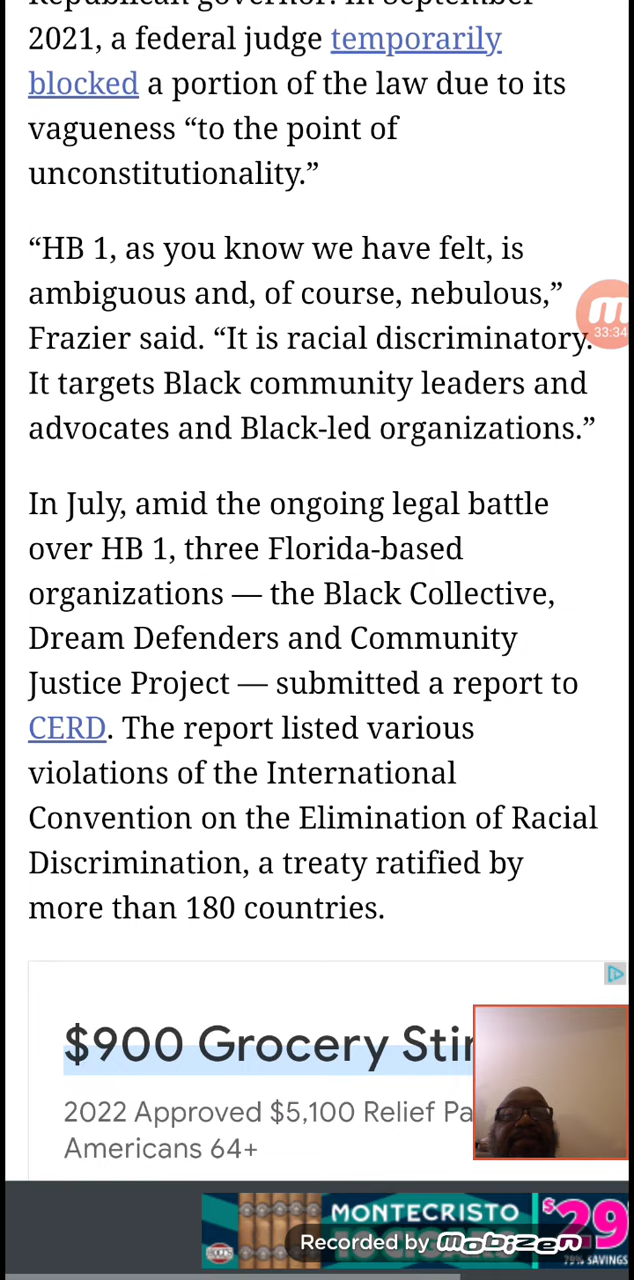 2021, a federal judge temporarily
blocked a portion of the law due to its
vagueness “to the point of
unconstitutionality.”
“HB 1, as you know we have felt, is
ambiguous and, of course, nebulous,”
33:34
Frazier said. “It is racial discriminatory.
It targets Black community leaders and
advocates and Black-led organizations.”
In July, amid the ongoing legal battle
over HB 1, three Florida-based
organizations — the Black Collective,
Dream Defenders and Community
Justice Project — submitted a report to
CERD. The report listed various
violations of the International
Convention on the Elimination of Racial
Discrimination, a treaty ratified by
more than 180 countries.
$900 Grocery Sti
2022 Approved $5,100 Relief Pa
Americans 64+
MONTECRISTO
$29
Recorded by mobizen
79% SAVINGS